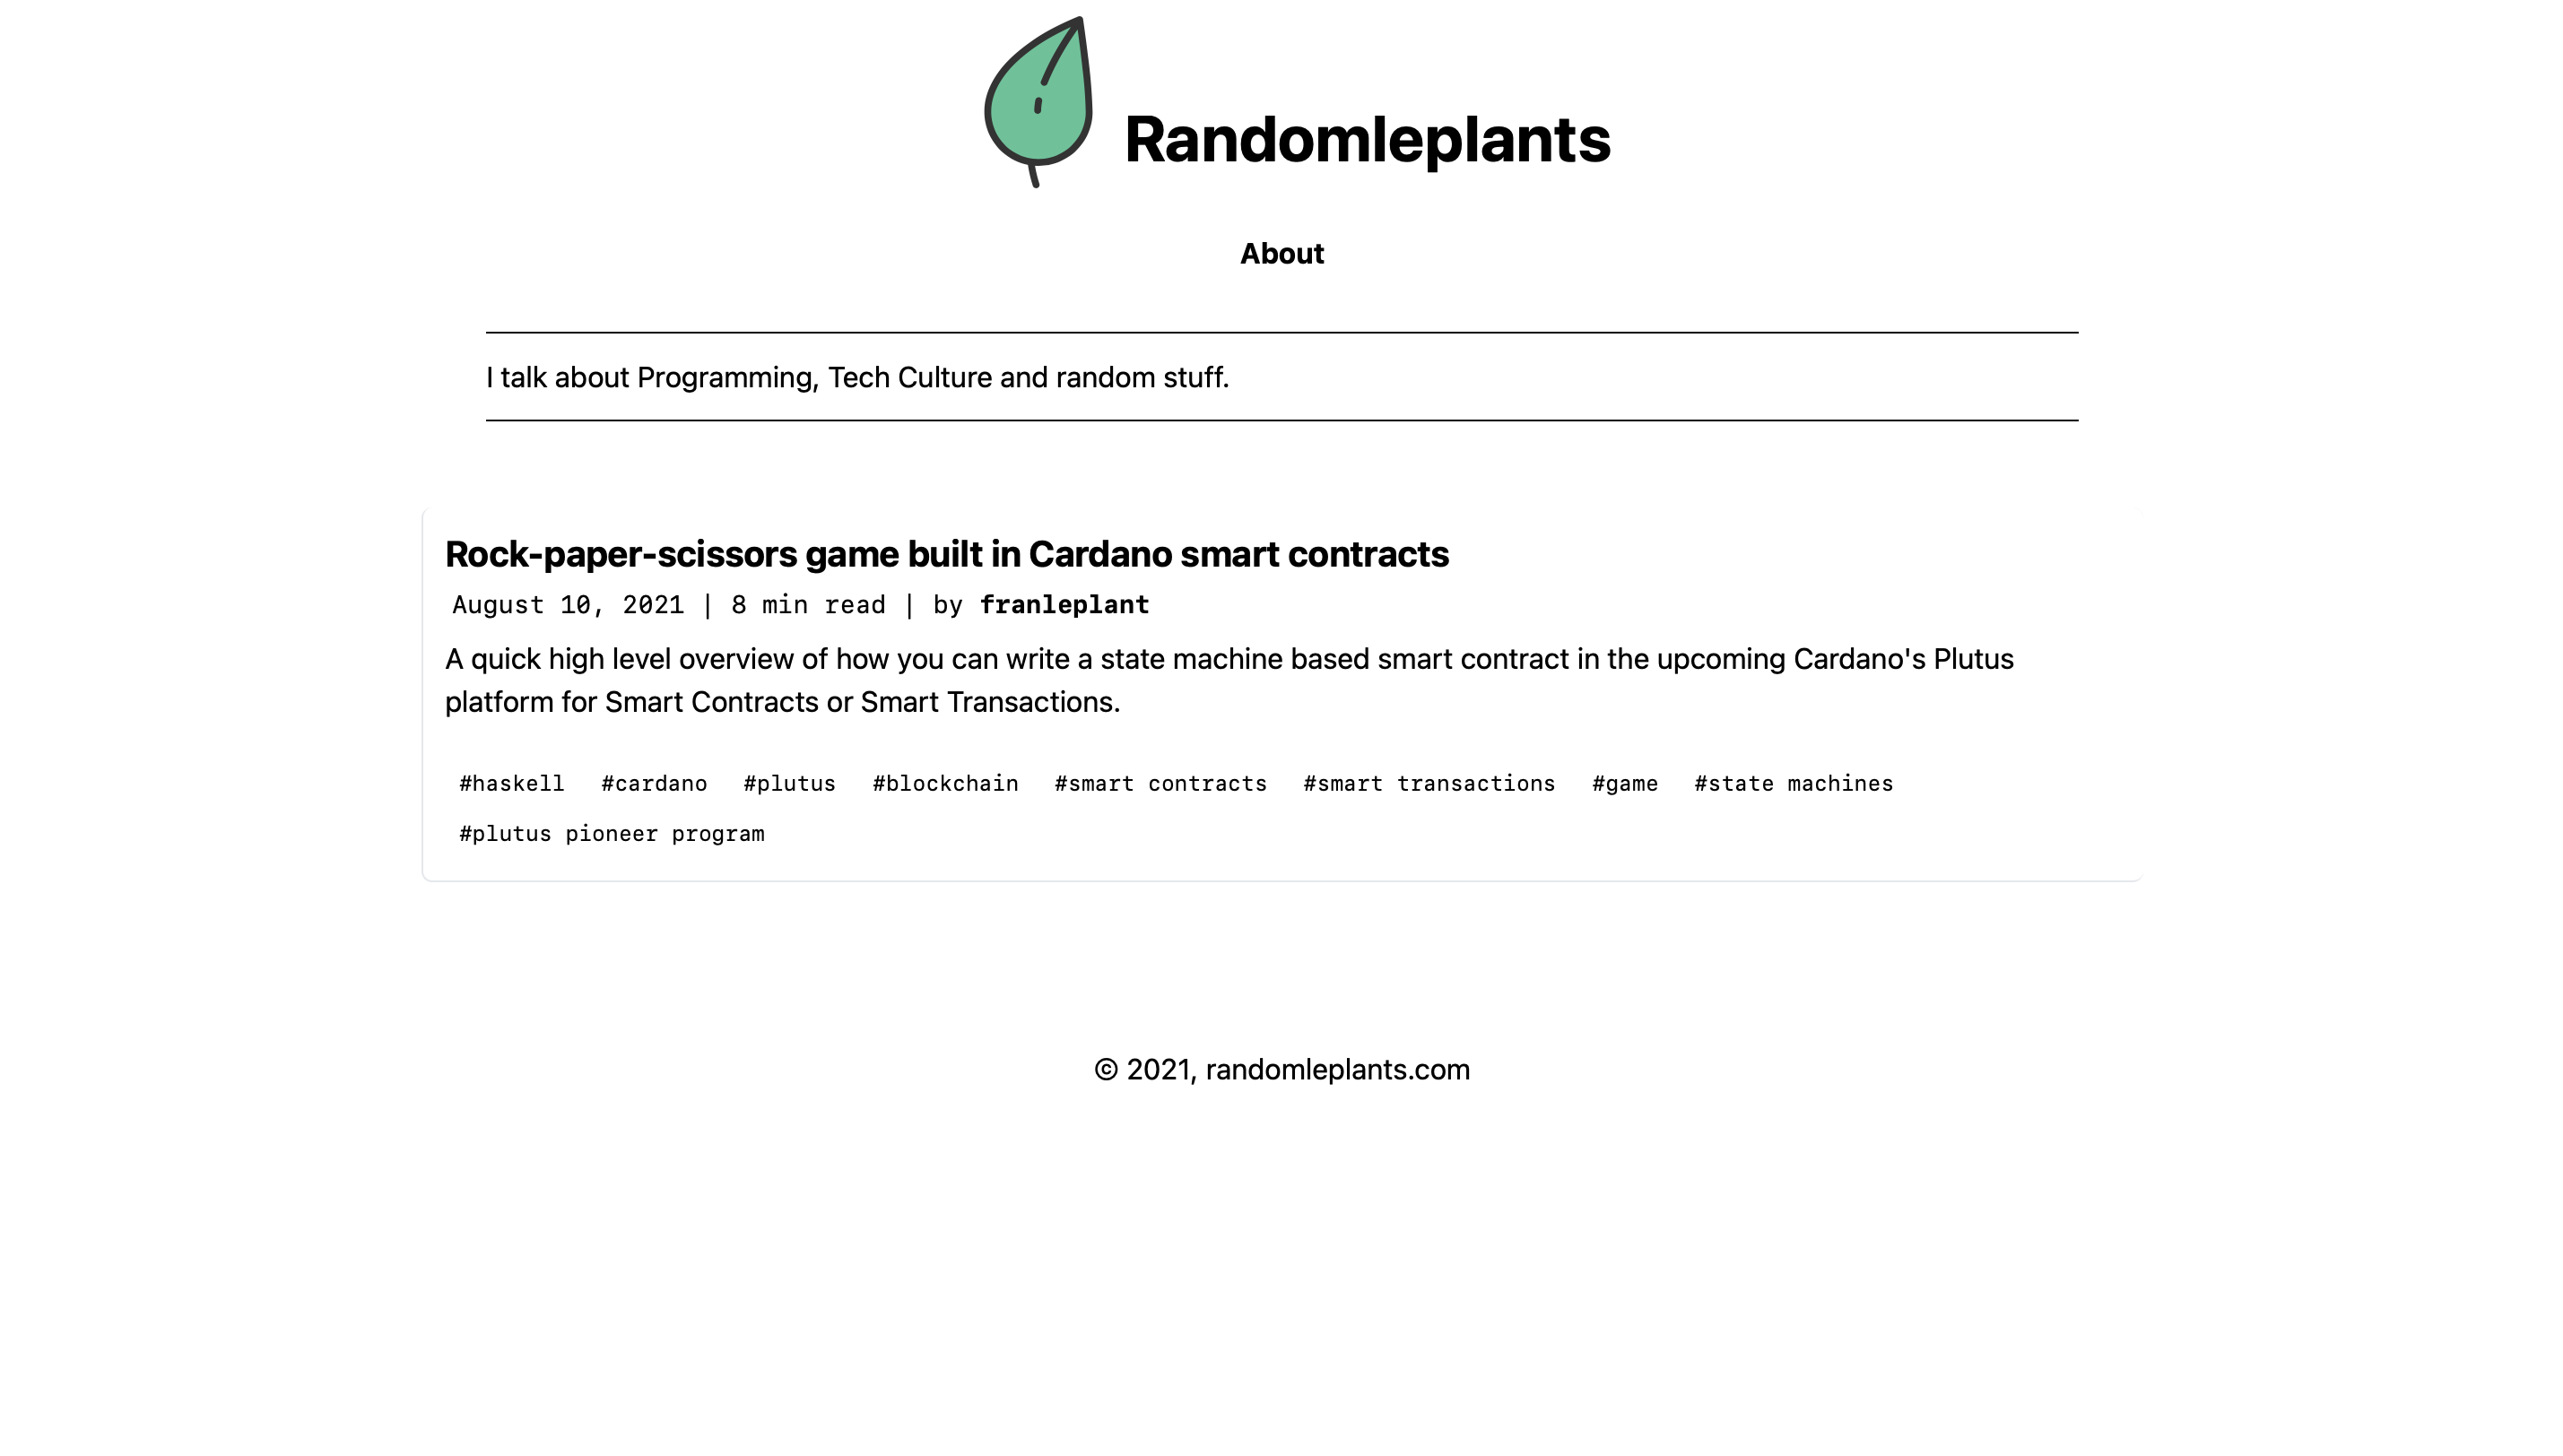 Randomleplants
About
I talk about Programming, Tech Culture and random stuff.
Rock-paper-scissors game built in Cardano smart contracts
August 10, 2021 | 8 min read | by franleplant
A quick high level overview of how you can write a state machine based smart contract in the upcoming Cardano's Plutus
platform for Smart Contracts or Smart Transactions.
#haskell #cardano #plutus #blockchain #smart contracts #smart transactions #game #state machines
#plutus pioneer program
© 2021, randomleplants.com